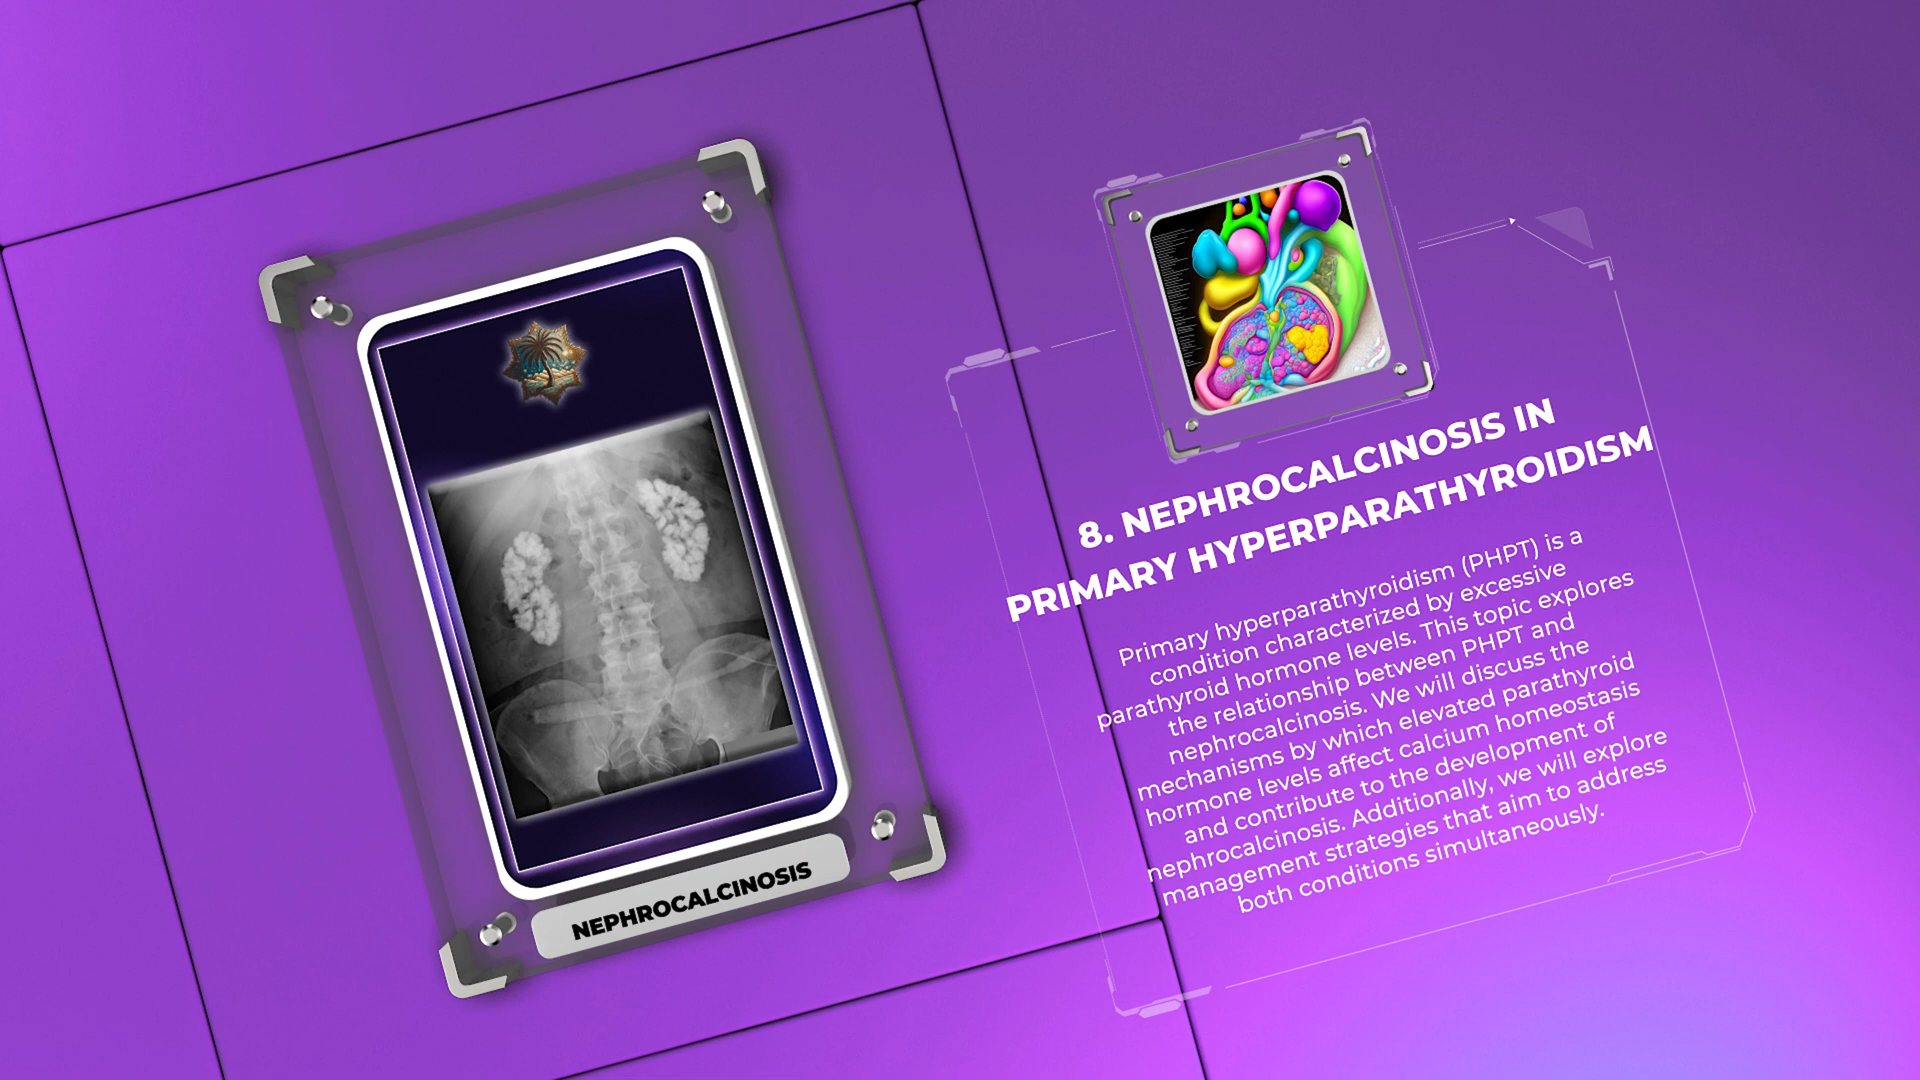 NEPHROCALCINOSIS
8. NEPHROCALCINOSIS IN
PRIMARY HYPERPARATHYROIDISM
Primary hyperparathyroidism (PHPT) is a
condition characterized by excessive
parathyroid hormone levels. This topic explores
the relationship between PHPT and
nephrocalcinosis. We will discuss the
mechanisms by which elevated parathyroid
hormone levels affect calcium homeostasis
and contribute to the development of
nephrocalcinosis. Additionally, we will explore
management strategies that aim to address
both conditions simultaneously.